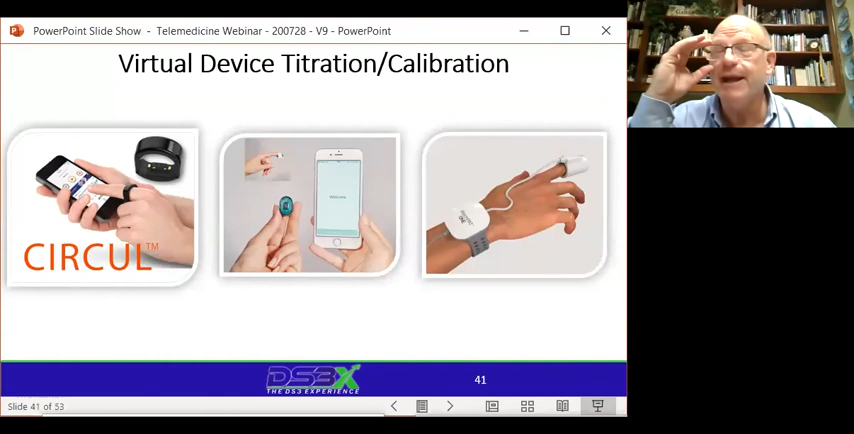 PowerPoint Slide Show - Telemedicine Webinar - 200728 - V9 - PowerPoint
Virtual Device Titration/Calibration
CIRCUL™
Welcome
DS3X
THE DS3 EXPERIENCE
41
Slide 41 of 53